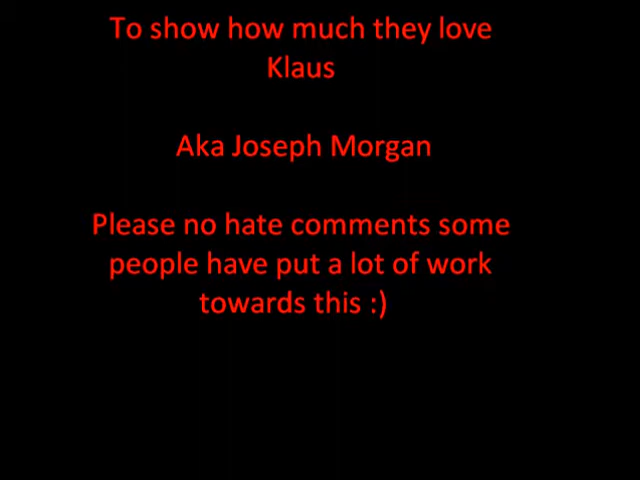 To show how much they love
Klaus
Aka Joseph Morgan
Please no hate comments some
people have put a lot of work
towards this :)